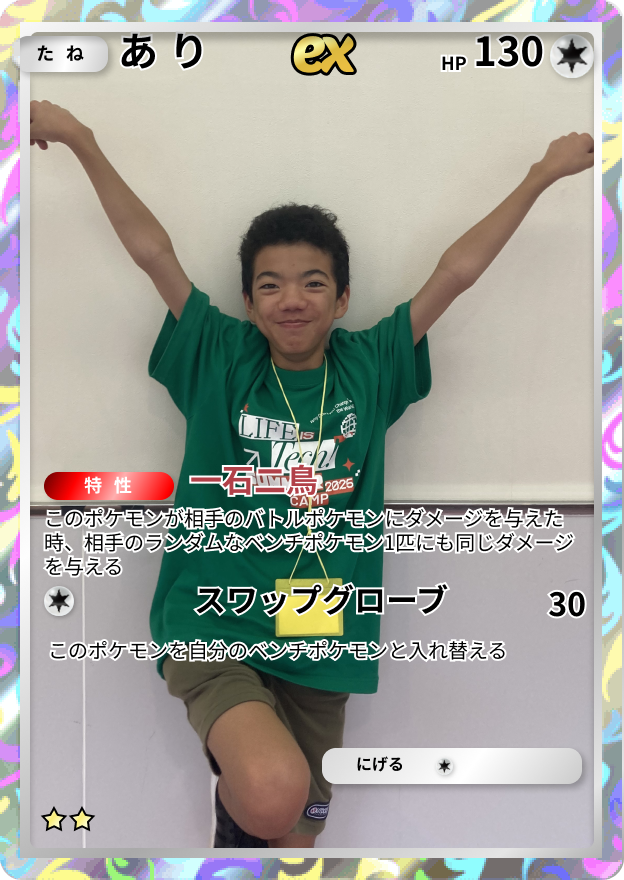 たね あり ex HP 130
LIFE IS
Tech!
2026
CAMP
特性 一石二鳥
このポケモンが相手のバトルポケモンにダメージを与えた
時、相手のランダムなベンチポケモン1匹にも同じダメージ
を与える
スワップグローブ 30
このポケモンを自分のベンチポケモンと入れ替える
にげる